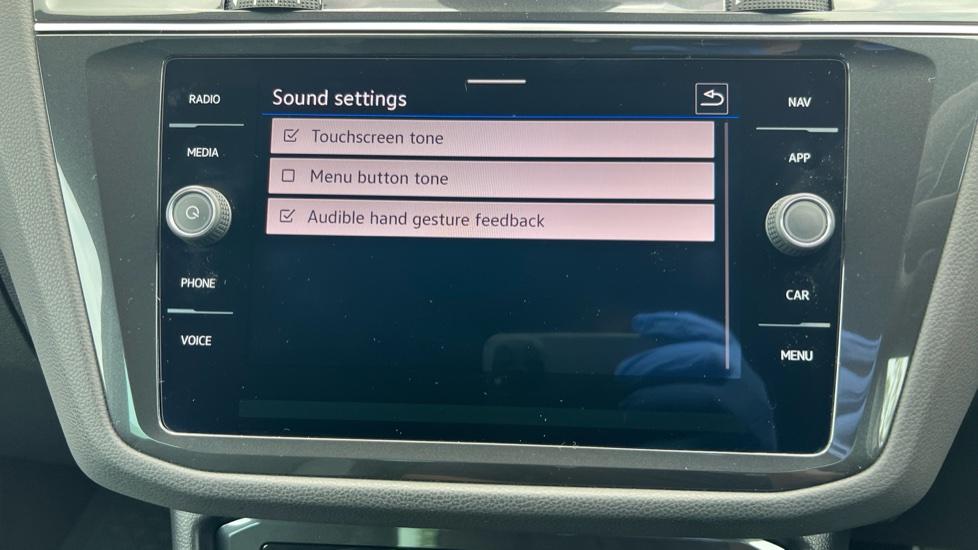 RADIO
MEDIA
PHONE
VOICE
Sound settings
Touchscreen tone
Menu button tone
Audible hand gesture feedback
NAV
APP
CAR
MENU